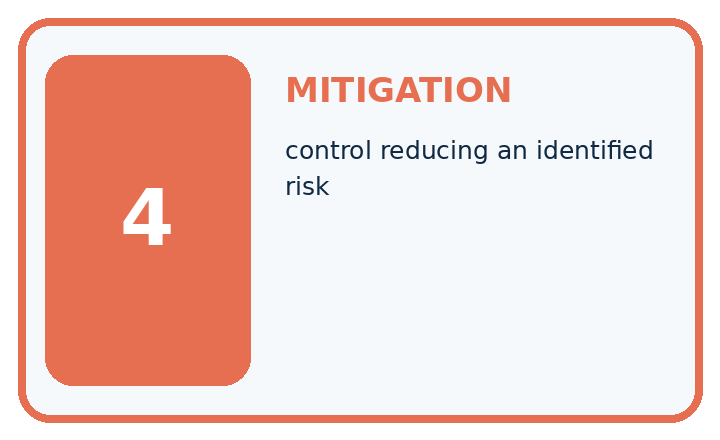 4
MITIGATION
control reducing an identified
risk